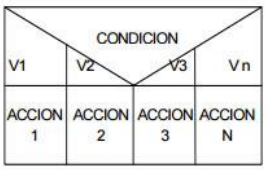 CONDICION
V1 V2 V3 Vn
ACCION ACCION ACCION ACCION
1 2 3 N